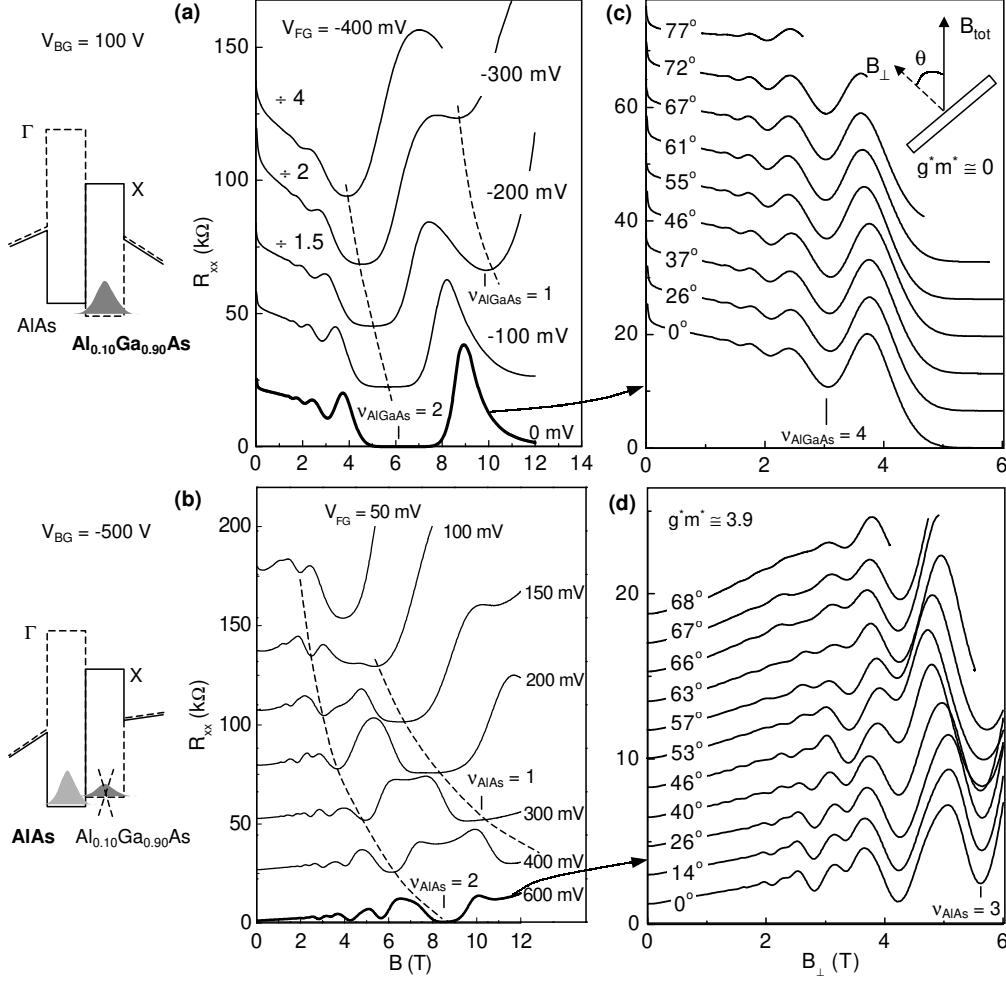 V_BG = 100 V
Γ
X
AlAs
Al_0.10Ga_0.90As
(a)
V_FG = -400 mV
-300 mV
-200 mV
-100 mV
0 mV
÷ 4
÷ 2
÷ 1.5
ν_AlGaAs = 1
ν_AlGaAs = 2
R_xx (kΩ)
150
100
50
0
0 2 4 6 8 10 12 14
(c)
77°
72°
67°
61°
55°
46°
37°
26°
0°
B_tot
B_⊥
θ
g*m* ≅ 0
ν_AlGaAs = 4
60
40
20
0
0 2 4 6
V_BG = -500 V
Γ
X
AlAs
Al_0.10Ga_0.90As
(b)
V_FG = 50 mV
100 mV
150 mV
200 mV
300 mV
400 mV
600 mV
ν_AlAs = 1
ν_AlAs = 2
R_xx (kΩ)
200
150
100
50
0
0 2 4 6 8 10 12
B (T)
(d)
g*m* ≅ 3.9
68°
67°
66°
63°
57°
53°
46°
40°
26°
14°
0°
ν_AlAs = 3
20
10
0
0 2 4 6
B_⊥ (T)